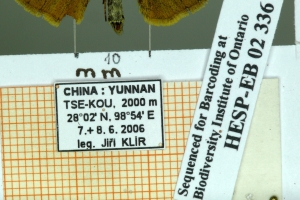 10
m m
CHINA : YUNNAN
TSE-KOU, 2000 m
28°02' N, 98°54' E
7.+ 8. 6. 2006
leg. Jiří KLÍR
Sequenced for Barcoding at
Biodiversity Institute of Ontario
HESP-EB 02 336